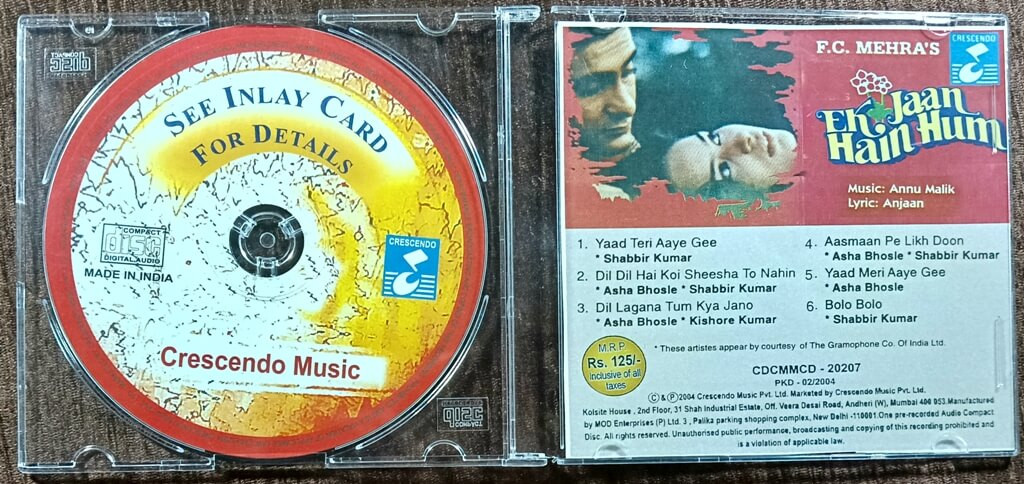 SEE INLAY CARD
FOR DETAILS
COMPACT
disc
DIGITAL AUDIO
MADE IN INDIA
CRESCENDO
Crescendo Music
F.C. MEHRA'S
CRESCENDO
Ek Jaan
Hain Hum
Music: Annu Malik
Lyric: Anjaan
1. Yaad Teri Aaye Gee
* Shabbir Kumar
2. Dil Dil Hai Koi Sheesha To Nahin
* Asha Bhosle * Shabbir Kumar
3. Dil Lagana Tum Kya Jano
* Asha Bhosle * Kishore Kumar
4. Aasmaan Pe Likh Doon
* Asha Bhosle * Shabbir Kumar
5. Yaad Meri Aaye Gee
* Asha Bhosle
6. Bolo Bolo
* Shabbir Kumar
* These artistes appear by courtesy of The Gramophone Co. Of India Ltd.
M.R.P
Rs. 125/-
inclusive of all
taxes
CDCMMCD - 20207
PKD - 02/2004
© & ℗ 2004 Crescendo Music Pvt. Ltd. Marketed by Crescendo Music Pvt. Ltd.
Kolsite House , 2nd Floor, 31 Shah Industrial Estate, Off. Veera Desai Road, Andheri (W), Mumbai 400 053.Manufactured
by MOD Enterprises (P) Ltd. 3 , Palika parking shopping complex, New Delhi -110001.One pre-recorded Audio Compact
Disc. All rights reserved. Unauthorised public performance, broadcasting and copying of this recording prohibited and
is a violation of applicable law.